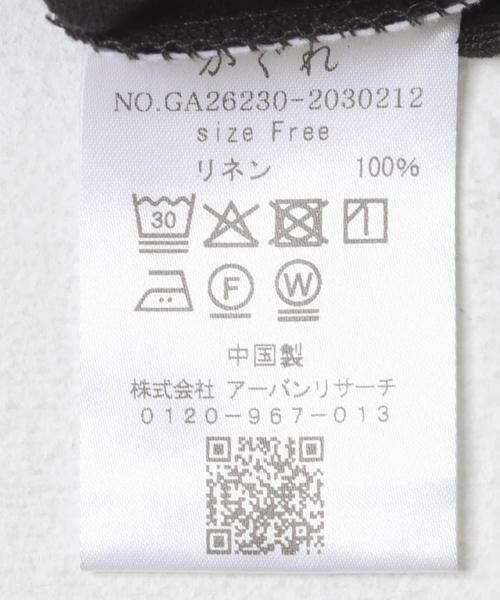 かぐれ
NO.GA26230-2030212
size Free
リネン 100%
30
F W
中国製
株式会社 アーバンリサーチ
0120-967-013